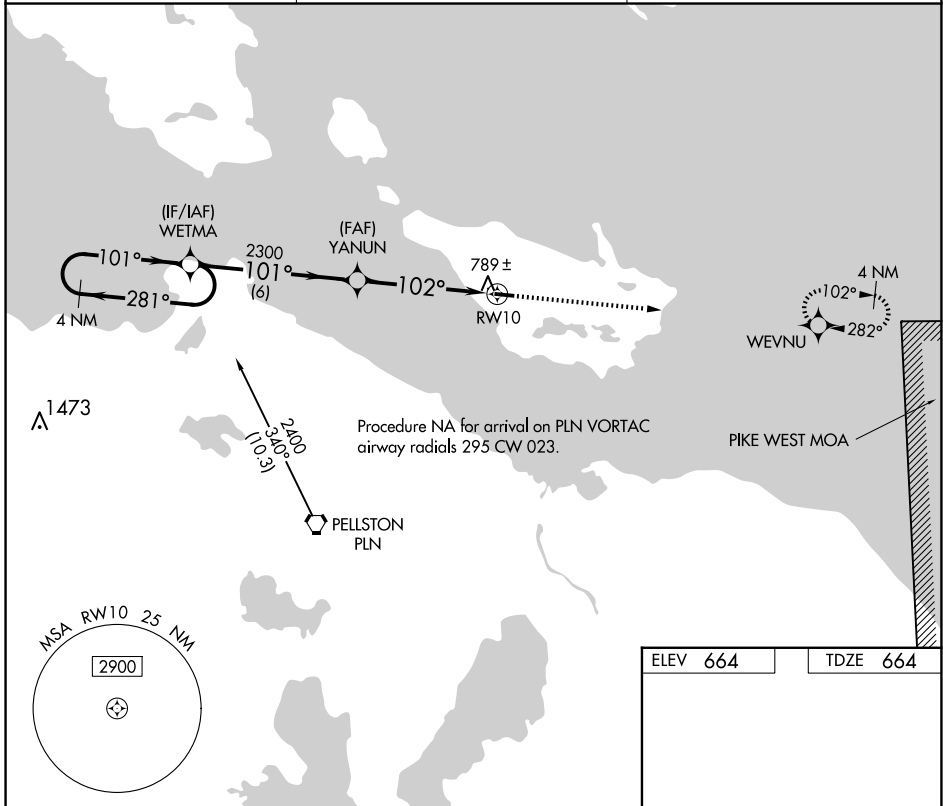 (IF/IAF)
WETMA
101°
281°
4 NM
2300
101°
(6)
(FAF)
YANUN
102°
789 ±
RW10
4 NM
102°
282°
WEVNU
1473
2400
340°
(10.3)
Procedure NA for arrival on PLN VORTAC
airway radials 295 CW 023.
PIKE WEST MOA
PELLSTON
PLN
MSA RW10 25 NM
2900
ELEV 664
TDZE 664